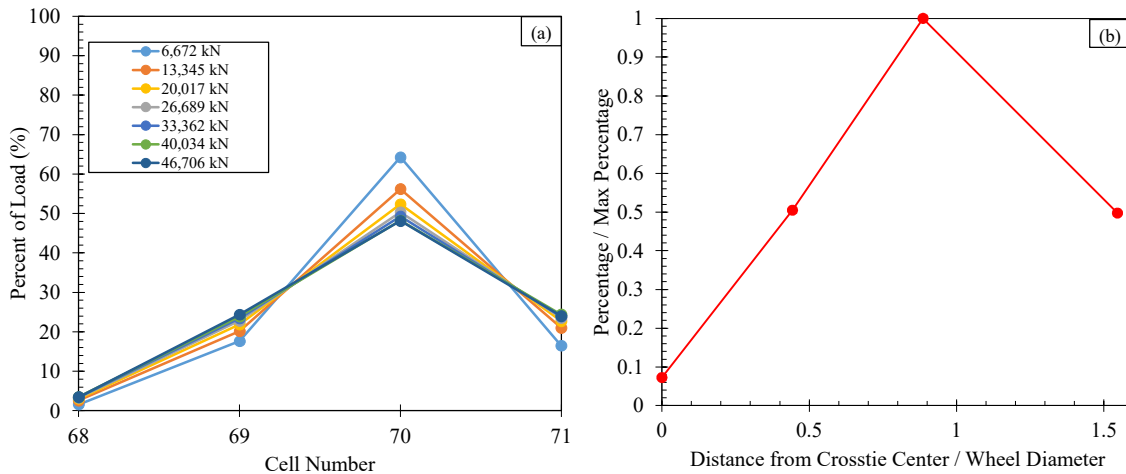 (a)
Percent of Load (%)
100
90
80
70
60
50
40
30
20
10
0
6,672 kN
13,345 kN
20,017 kN
26,689 kN
33,362 kN
40,034 kN
46,706 kN
68
69
70
71
Cell Number
(b)
Percentage / Max Percentage
1
0.9
0.8
0.7
0.6
0.5
0.4
0.3
0.2
0.1
0
0
0.5
1
1.5
Distance from Crosstie Center / Wheel Diameter